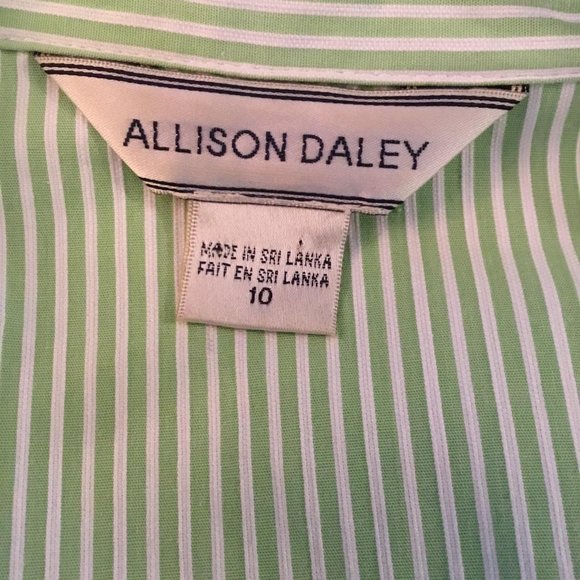 ALLISON DALEY
MADE IN SRI LANKA
FAIT EN SRI LANKA
10